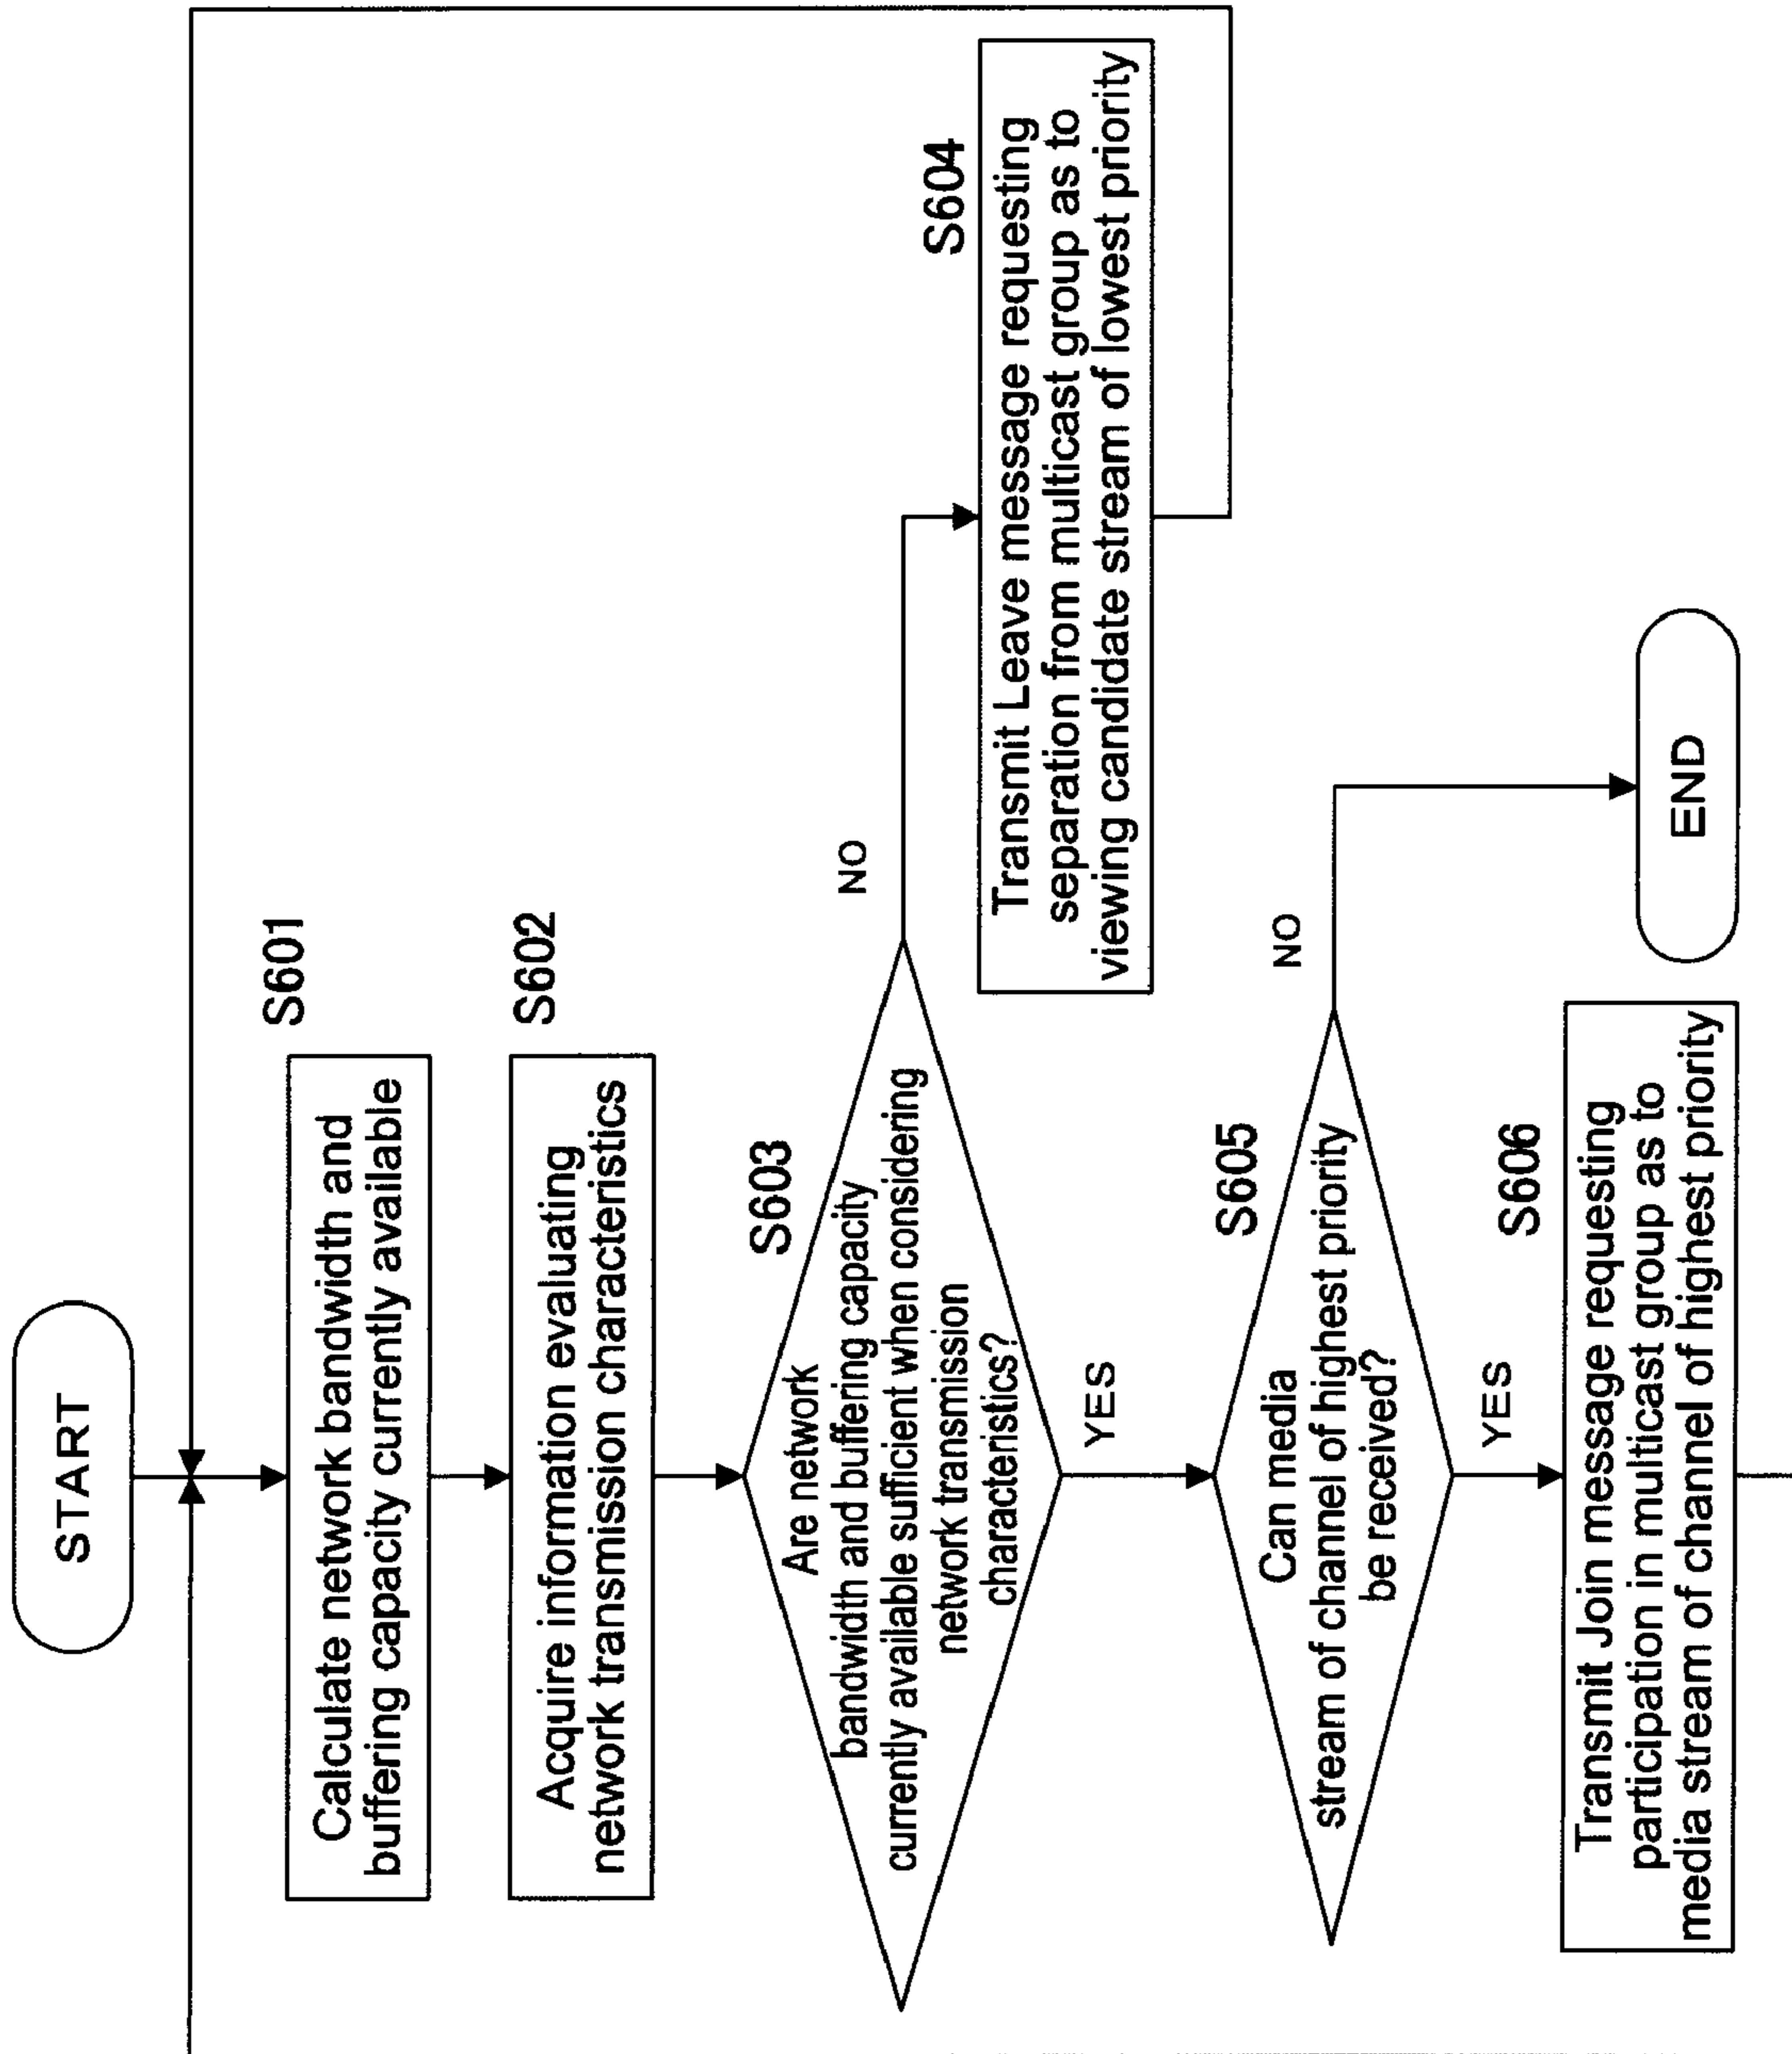 START
S601
Calculate network bandwidth and
buffering capacity currently available
S602
Acquire information evaluating
network transmission characteristics
S603
Are network
bandwidth and buffering capacity
currently available sufficient when considering
network transmission
characteristics?
NO
YES
S604
Transmit Leave message requesting
separation from multicast group as to
viewing candidate stream of lowest priority
S605
Can media
stream of channel of highest priority
be received?
NO
YES
END
S606
Transmit Join message requesting
participation in multicast group as to
media stream of channel of highest priority